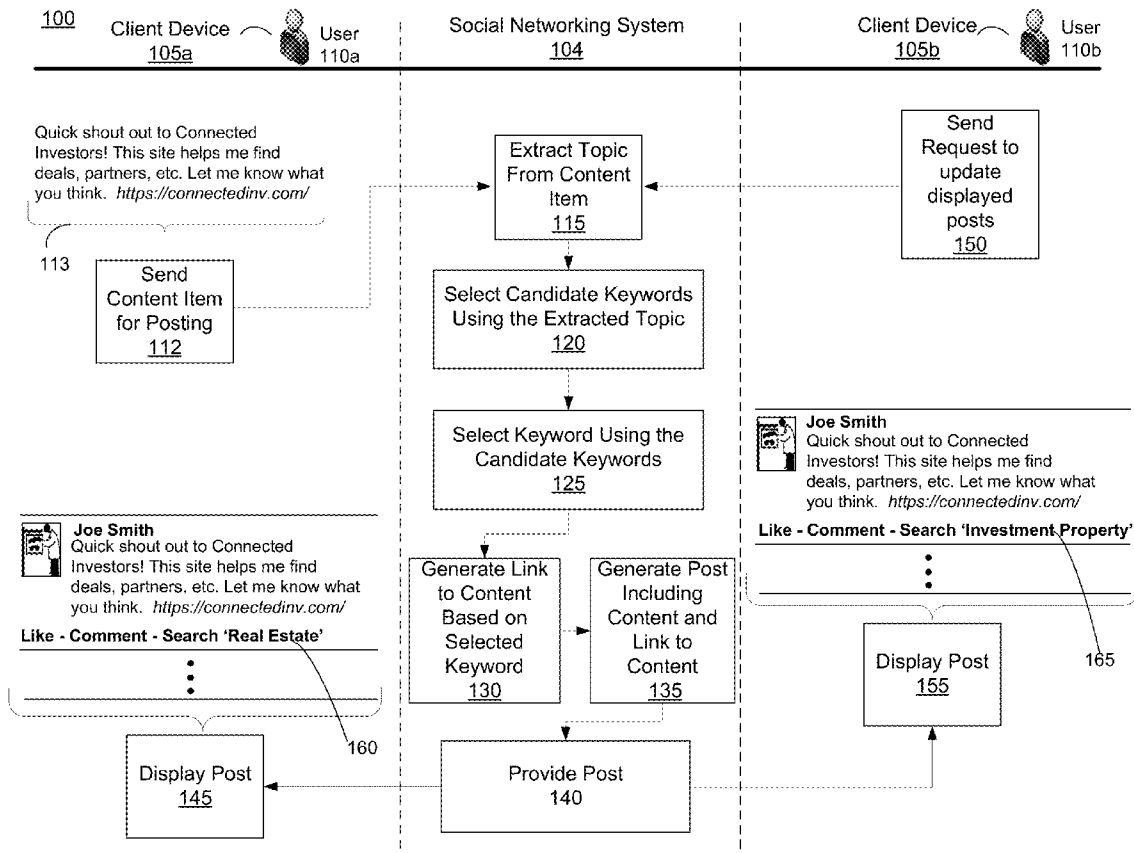 100
Client Device
105a
User
110a
Social Networking System
104
Client Device
105b
User
110b
Quick shout out to Connected
Investors! This site helps me find
deals, partners, etc. Let me know what
you think. https://connectedinv.com/
113
Send
Content Item
for Posting
112
Extract Topic
From Content
Item
115
Send
Request to
update
displayed
posts
150
Select Candidate Keywords
Using the Extracted Topic
120
Select Keyword Using the
Candidate Keywords
125
Joe Smith
Quick shout out to Connected
Investors! This site helps me find
deals, partners, etc. Let me know what
you think. https://connectedinv.com/
Like - Comment - Search ‘Investment Property’
165
Joe Smith
Quick shout out to Connected
Investors! This site helps me find
deals, partners, etc. Let me know what
you think. https://connectedinv.com/
Like - Comment - Search ‘Real Estate’
160
Generate Link
to Content
Based on
Selected
Keyword
130
Generate Post
Including
Content and
Link to
Content
135
Display Post
155
Display Post
145
Provide Post
140